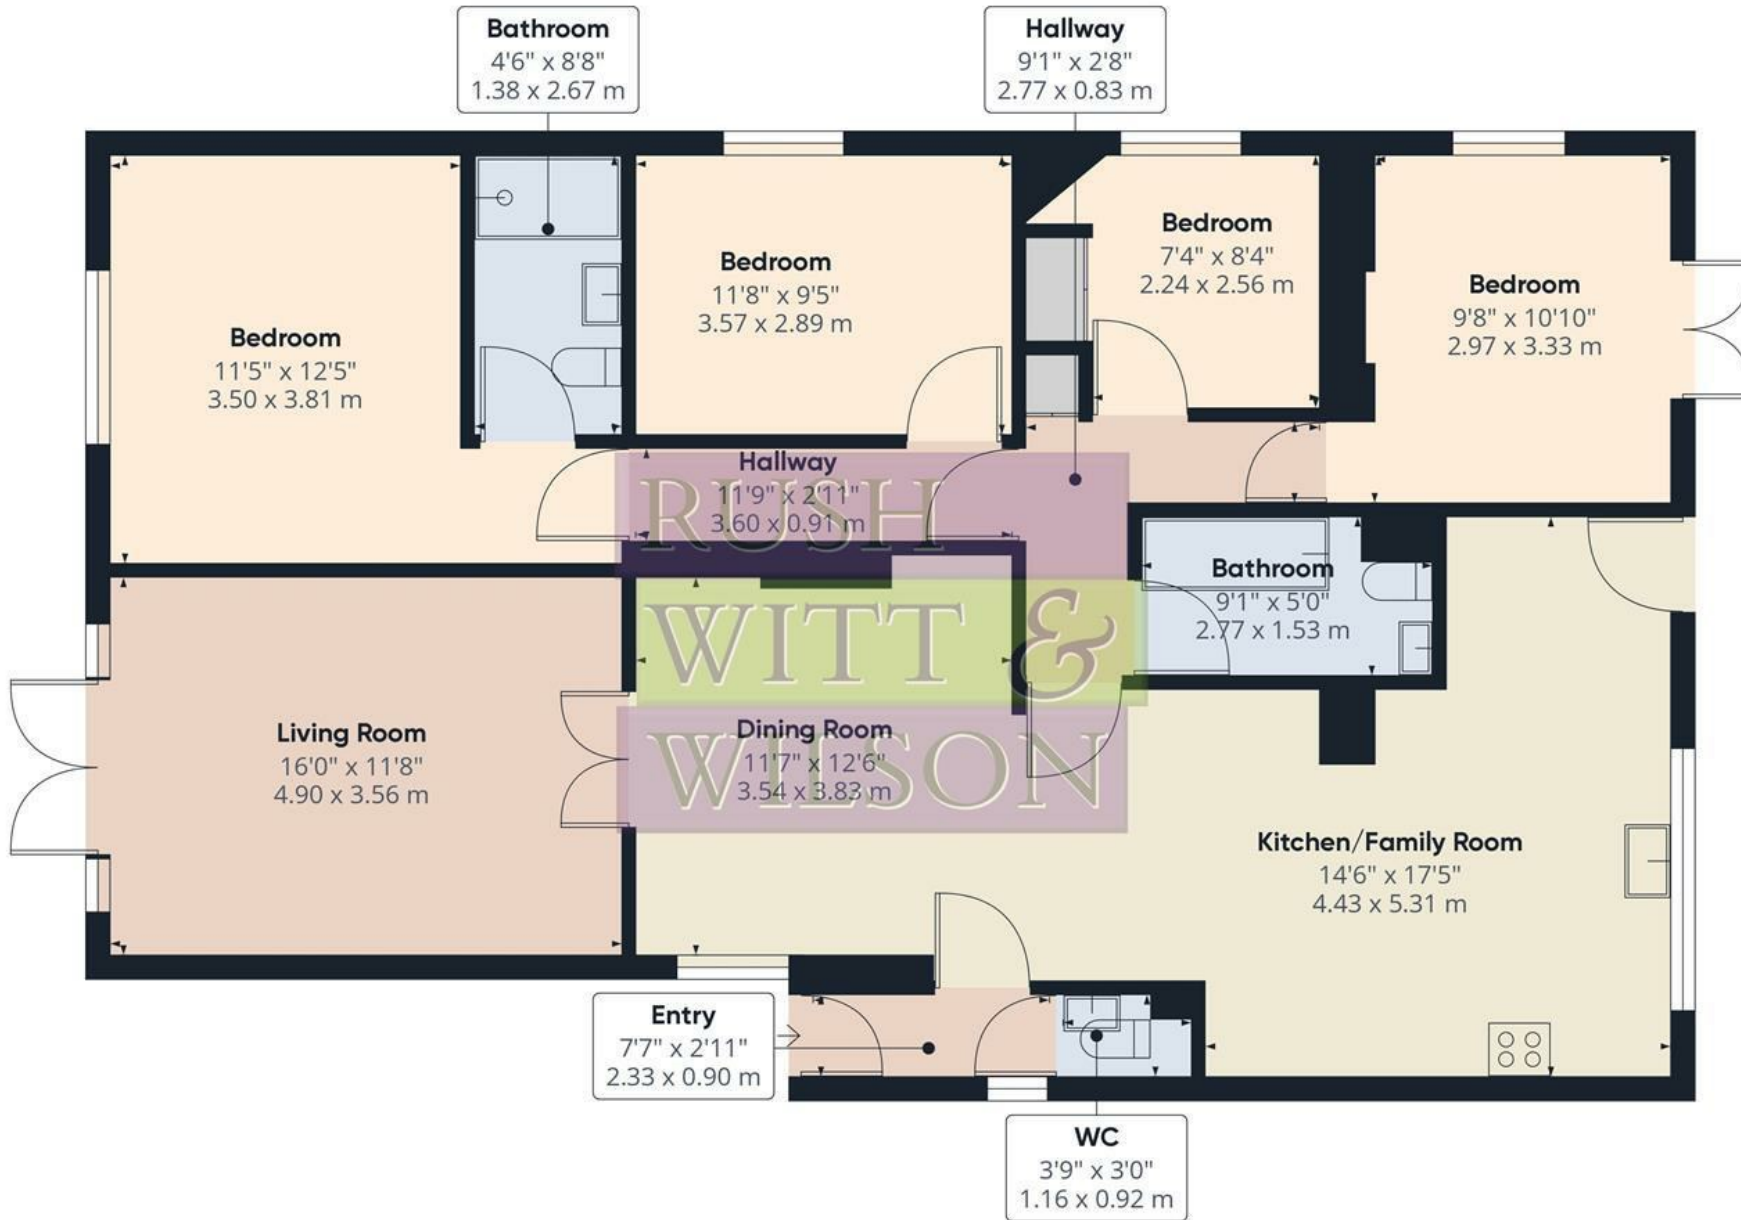 Bathroom
4'6" x 8'8"
1.38 x 2.67 m
Hallway
9'1" x 2'8"
2.77 x 0.83 m
Bedroom
11'5" x 12'5"
3.50 x 3.81 m
Bedroom
11'8" x 9'5"
3.57 x 2.89 m
Bedroom
7'4" x 8'4"
2.24 x 2.56 m
Bedroom
9'8" x 10'10"
2.97 x 3.33 m
Hallway
11'9" x 2'11"
3.60 x 0.91 m
RUSH
WITT &
WILSON
Bathroom
9'1" x 5'0"
2.77 x 1.53 m
Living Room
16'0" x 11'8"
4.90 x 3.56 m
Dining Room
11'7" x 12'6"
3.54 x 3.83 m
Kitchen/Family Room
14'6" x 17'5"
4.43 x 5.31 m
Entry
7'7" x 2'11"
2.33 x 0.90 m
WC
3'9" x 3'0"
1.16 x 0.92 m